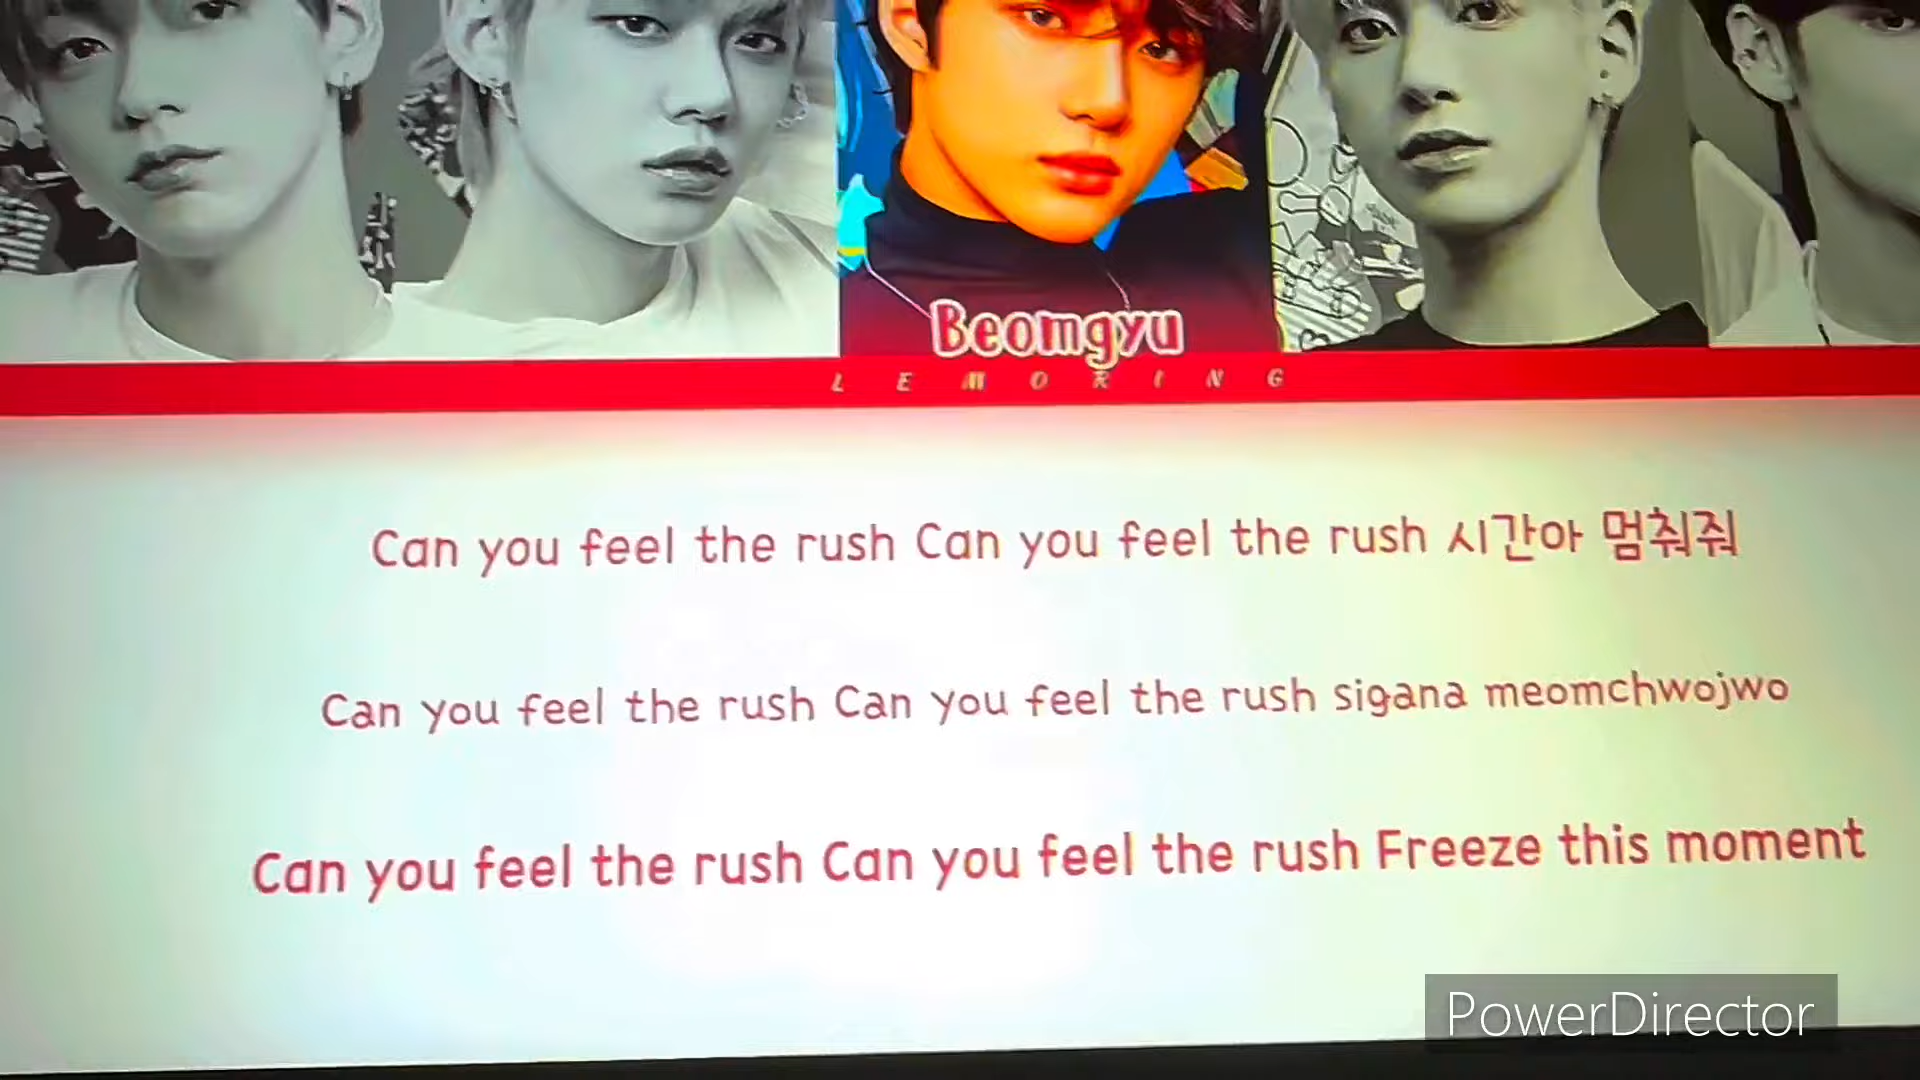 Beomgyu
LEMORING
Can you feel the rush Can you feel the rush 시간아 멈춰줘
Can you feel the rush Can you feel the rush sigana meomchwojwo
Can you feel the rush Can you feel the rush Freeze this moment
PowerDirector